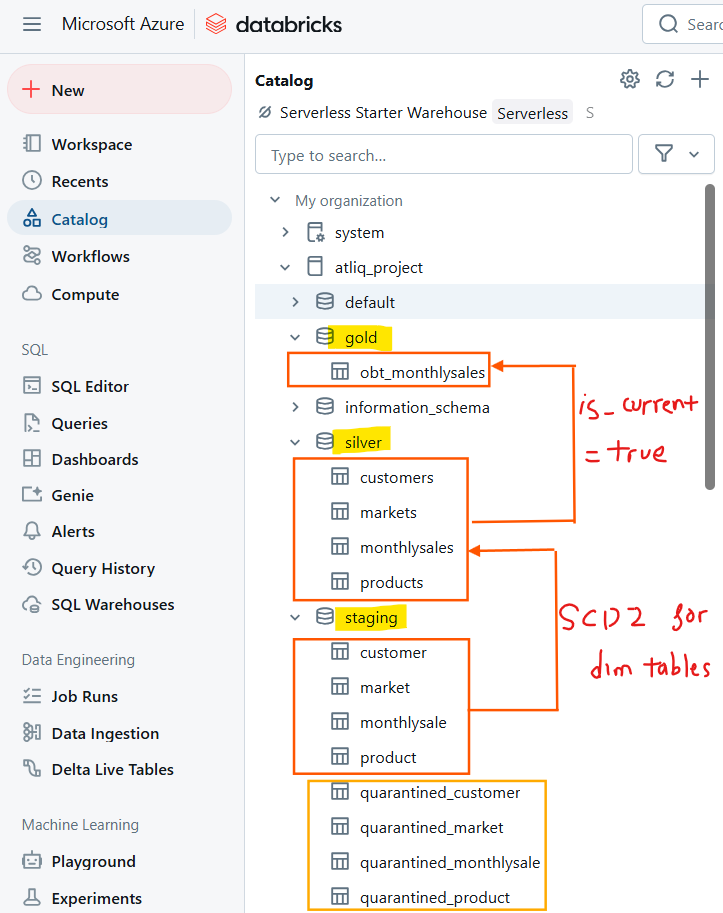 Microsoft Azure
databricks
Sear
New
Workspace
Recents
Catalog
Workflows
Compute
SQL
SQL Editor
Queries
Dashboards
Genie
Alerts
Query History
SQL Warehouses
Data Engineering
Job Runs
Data Ingestion
Delta Live Tables
Machine Learning
Playground
Experiments
Catalog
Serverless Starter Warehouse Serverless S
Type to search...
My organization
system
atliq_project
default
gold
obt_monthlysales
information_schema
silver
customers
markets
monthlysales
products
staging
customer
market
monthlysale
product
quarantined_customer
quarantined_market
quarantined_monthlysale
quarantined_product
is_current
= true
SCD2 for
dim tables